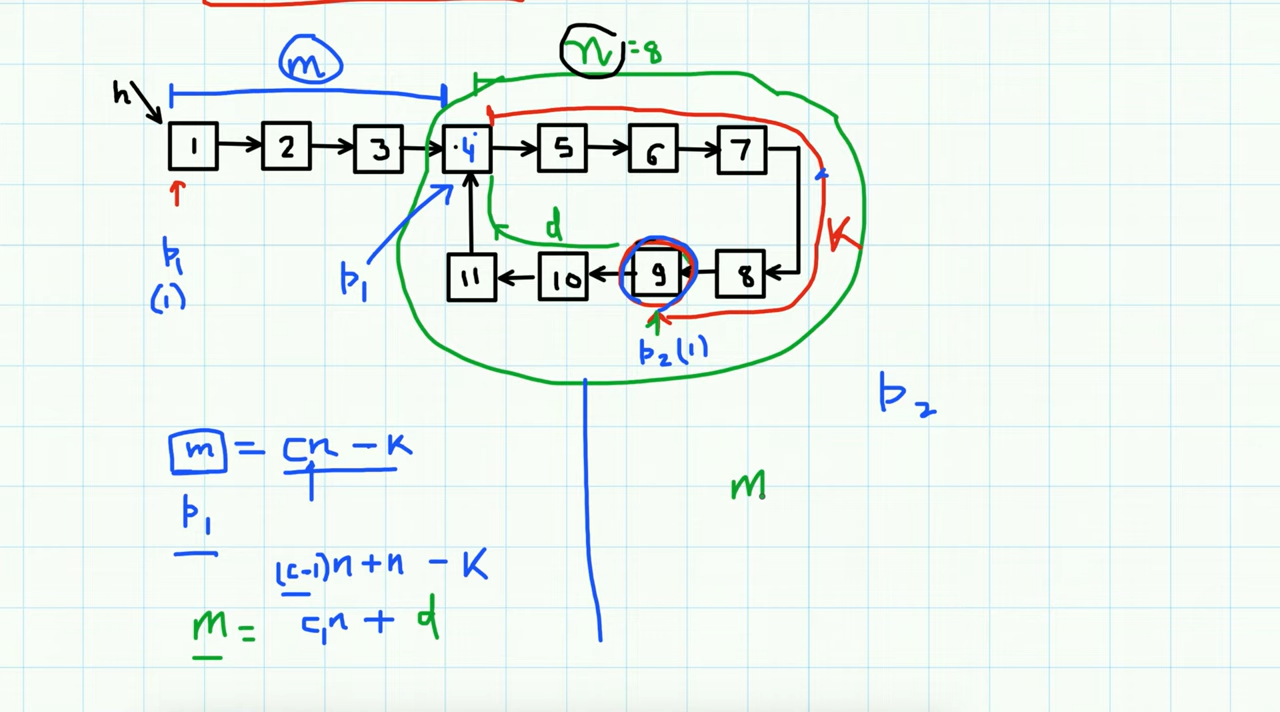 m
n = 8
h
1 2 3 4 5 6 7
d
K
p₁
(1)
p₁
11 10 9 8
p₂(1)
p₂
m = cn - K
p₁
m
(c-1)n + n - K
m = c₁n + d